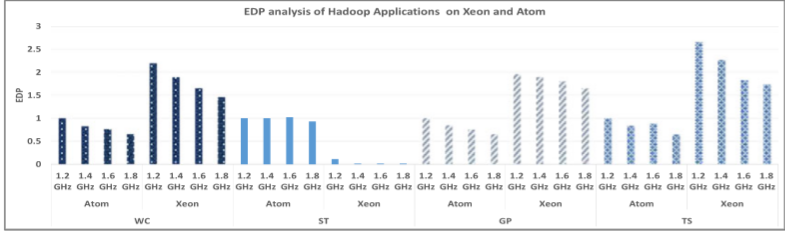 EDP analysis of Hadoop Applications on Xeon and Atom
3
2.5
2
1.5
1
0.5
0
EDP
1.2 1.4 1.6 1.8 1.2 1.4 1.6 1.8 1.2 1.4 1.6 1.8 1.2 1.4 1.6 1.8 1.2 1.4 1.6 1.8 1.2 1.4 1.6 1.8 1.2 1.4 1.6 1.8 1.2 1.4 1.6 1.8
GHz GHz GHz GHz GHz GHz GHz GHz GHz GHz GHz GHz GHz GHz GHz GHz GHz GHz GHz GHz GHz GHz GHz GHz GHz GHz GHz GHz GHz GHz GHz GHz
Atom Xeon Atom Xeon Atom Xeon Atom Xeon
WC ST GP TS